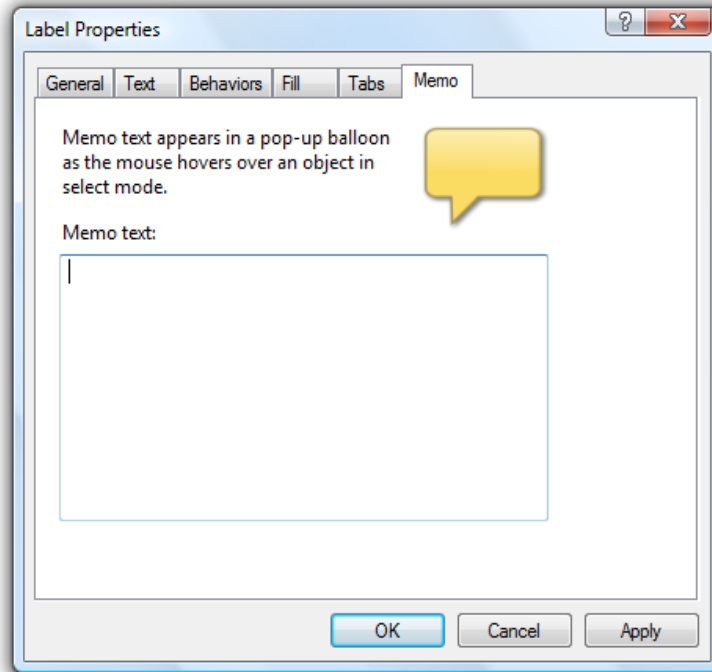 Label Properties
?
X
General Text Behaviors Fill Tabs Memo
Memo text appears in a pop-up balloon
as the mouse hovers over an object in
select mode.
Memo text:
OK Cancel Apply